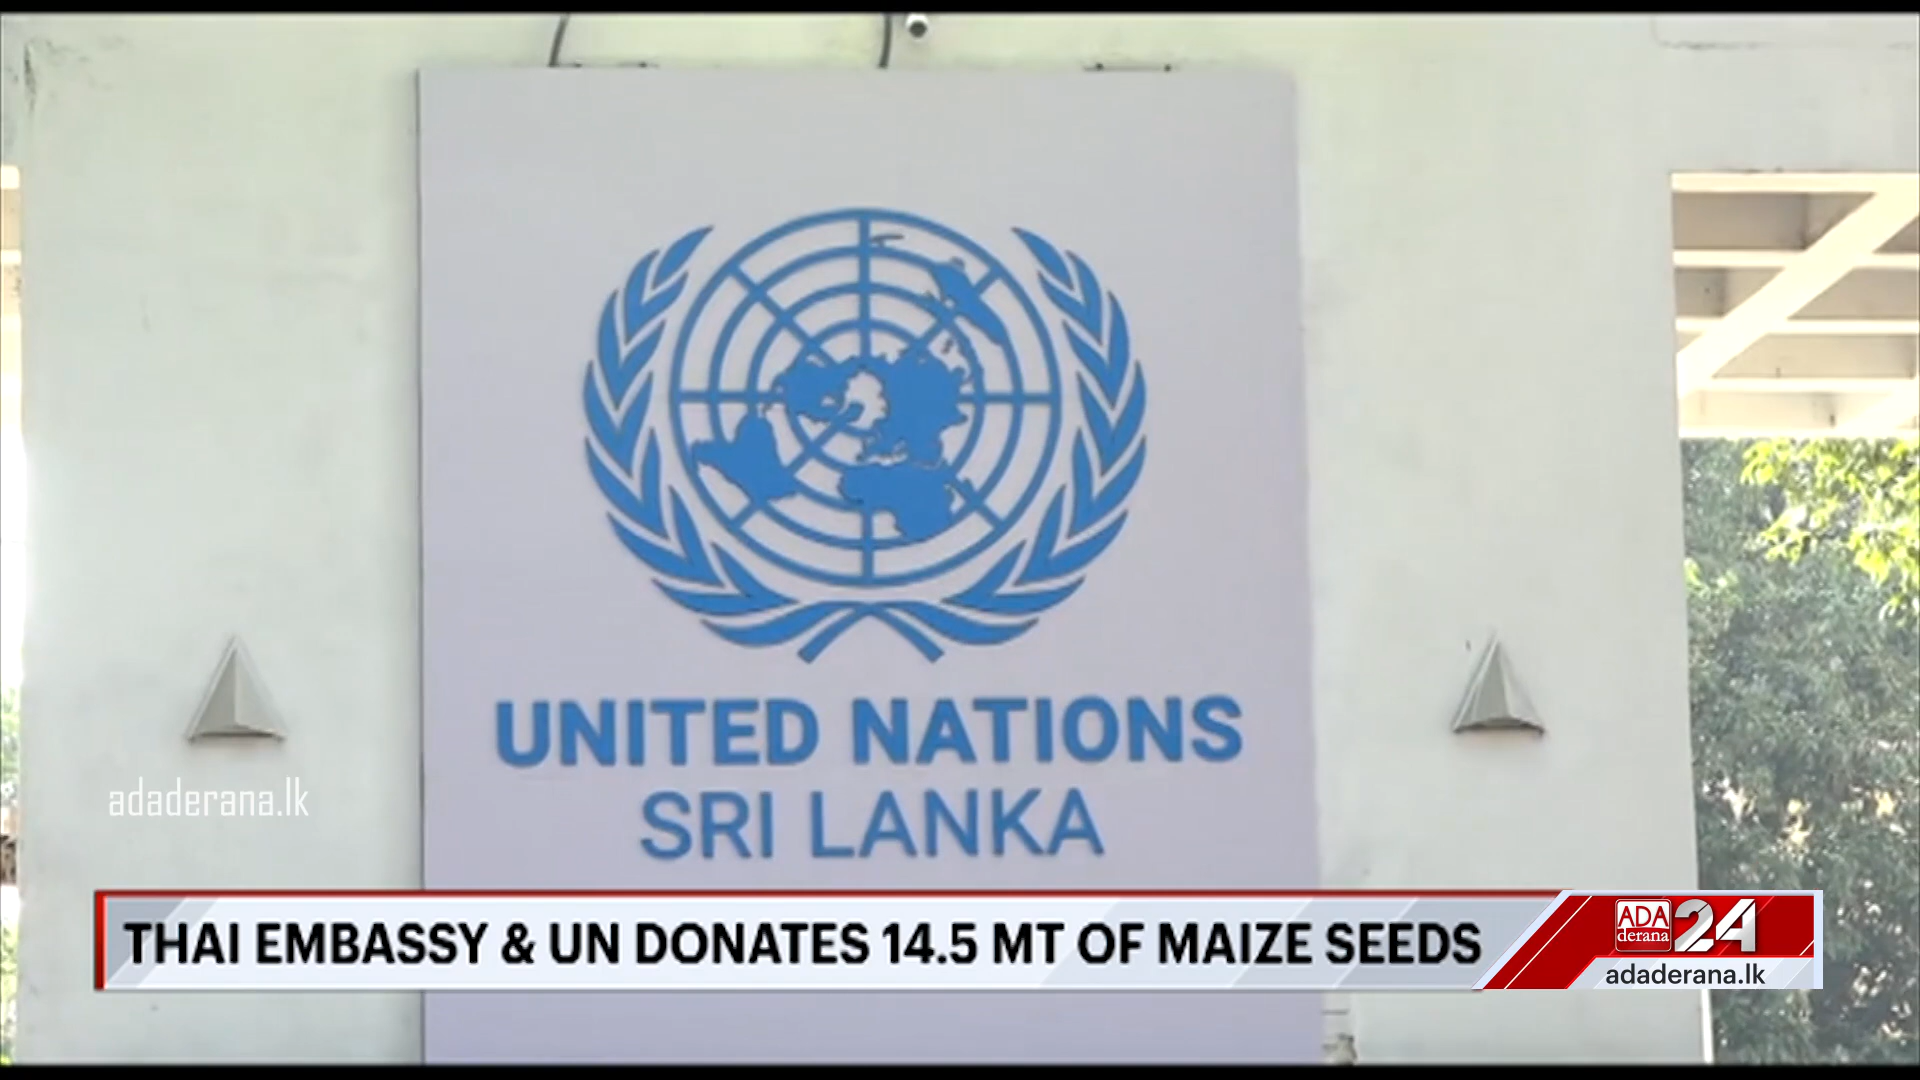 UNITED NATIONS
SRI LANKA
adaderana.lk
THAI EMBASSY & UN DONATES 14.5 MT OF MAIZE SEEDS
ADA
derana
24
adaderana.lk